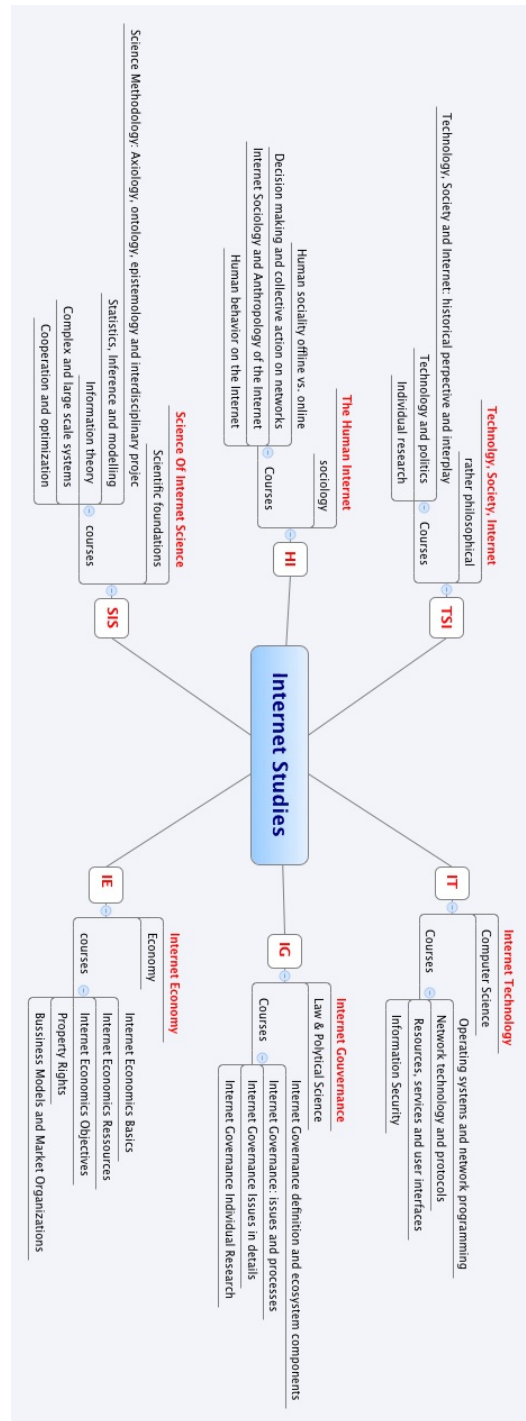 Internet Studies
TSI
Technolgy, Society, Internet
rather philosophical
Courses
Technology, Society and Internet: historical perpective and interplay
Technology and politics
Individual research
HI
The Human Internet
sociology
Courses
Human sociality offline vs. online
Decision making and collective action on networks
Internet Sociology and Anthropology of the Internet
Human behavior on the Internet
SIS
Science Of Internet Science
Scientific foundations
courses
Science Methodology: Axiology, ontology, epistemology and interdisciplinary projec
Statistics, Inference and modelling
Information theory
Complex and large scale systems
Cooperation and optimization
IT
Internet Technology
Computer Science
Courses
Operating systems and network programming
Network technology and protocols
Resources, services and user interfaces
Information Security
IG
Internet Gouvernance
Law & Polytical Science
Courses
Internet Governance definition and ecosystem components
Internet Governance: issues and processes
Internet Governance Issues in details
Internet Governance Individual Research
IE
Internet Economy
Economy
courses
Internet Economics Basics
Internet Economics Ressources
Internet Economics Objectives
Property Rights
Bussiness Models and Market Organizations